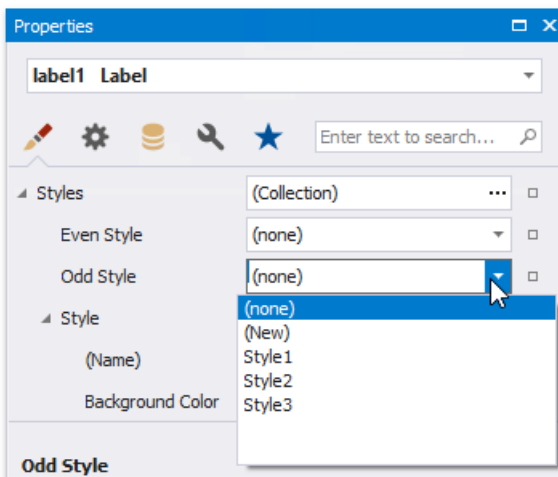 Properties
label1 Label
Enter text to search...
Styles (Collection) ...
Even Style (none)
Odd Style (none)
(none)
(New)
Style1
Style2
Style3
Style
(Name)
Background Color
Odd Style